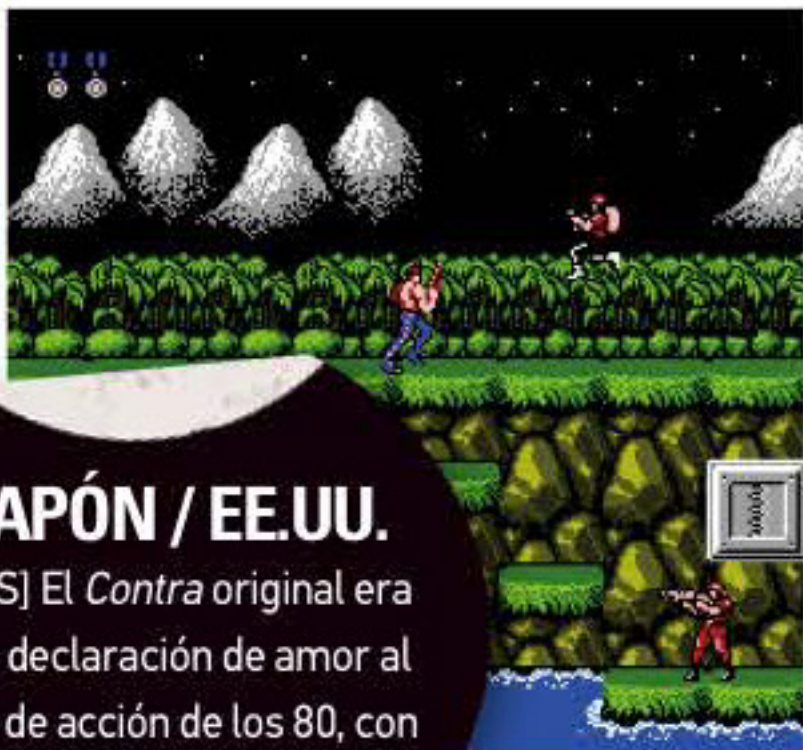 APÓN / EE.UU.
S] El Contra original era
declaración de amor al
de acción de los 80, con